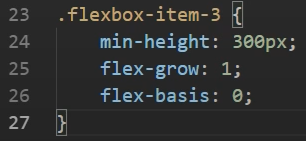 23 .flexbox-item-3 {
24     min-height: 300px;
25     flex-grow: 1;
26     flex-basis: 0;
27 }